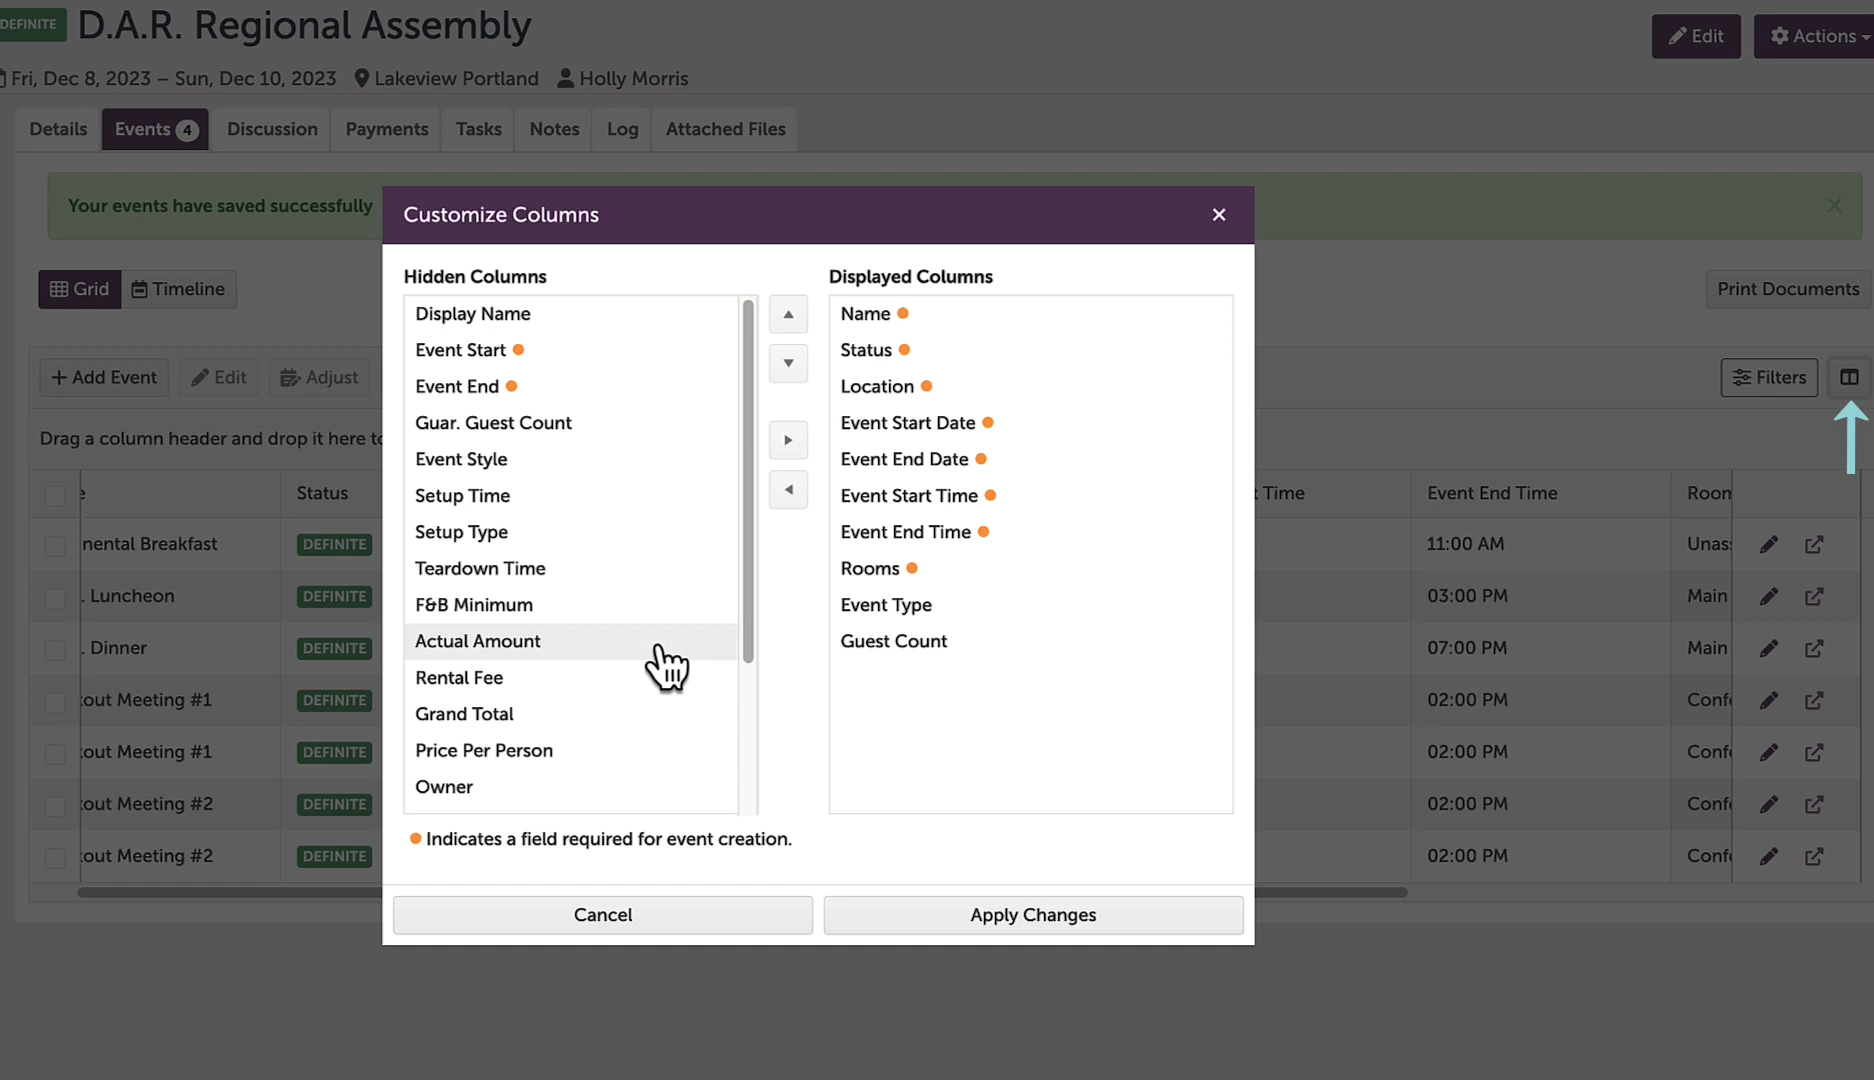 DEFINITE D.A.R. Regional Assembly
Edit Actions
Fri, Dec 8, 2023 – Sun, Dec 10, 2023 Lakeview Portland Holly Morris
Details Events 4 Discussion Payments Tasks Notes Log Attached Files
Your events have saved successfully
Customize Columns
Grid Timeline
Print Documents
Hidden Columns
Display Name
Event Start
Event End
Guar. Guest Count
Event Style
Setup Time
Setup Type
Teardown Time
F&B Minimum
Actual Amount
Rental Fee
Grand Total
Price Per Person
Owner
Displayed Columns
Name
Status
Location
Event Start Date
Event End Date
Event Start Time
Event End Time
Rooms
Event Type
Guest Count
Indicates a field required for event creation.
Cancel Apply Changes
+ Add Event Edit Adjust
Filters
Drag a column header and drop it here to
Status Time Event End Time Room
nental Breakfast DEFINITE 11:00 AM Unas
. Luncheon DEFINITE 03:00 PM Main
. Dinner DEFINITE 07:00 PM Main
out Meeting #1 DEFINITE 02:00 PM Conf
out Meeting #1 DEFINITE 02:00 PM Conf
out Meeting #2 DEFINITE 02:00 PM Conf
out Meeting #2 DEFINITE 02:00 PM Conf